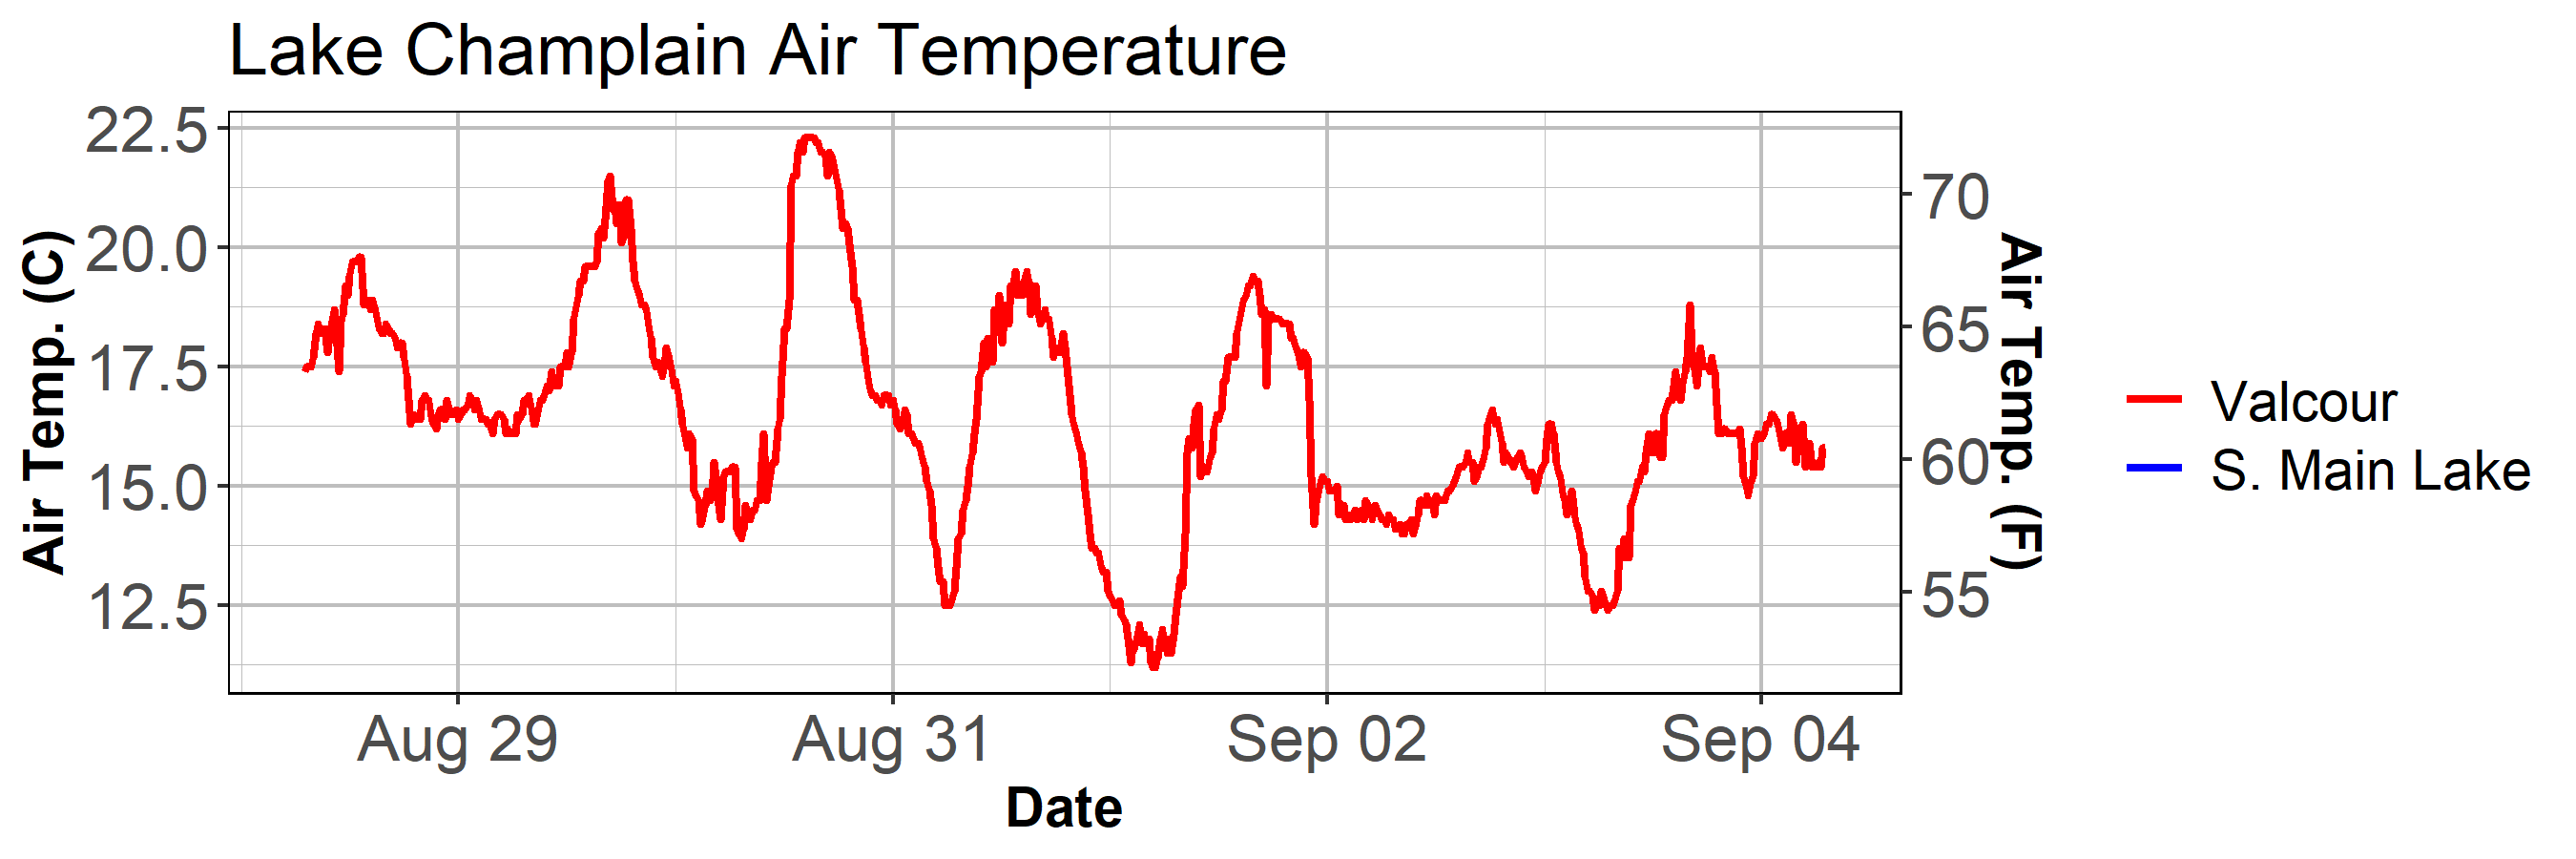 Lake Champlain Air Temperature
22.5
20.0
17.5
15.0
12.5
Air Temp. (C)
70
65
60
55
Air Temp. (F)
Aug 29
Aug 31
Sep 02
Sep 04
Date
Valcour
S. Main Lake